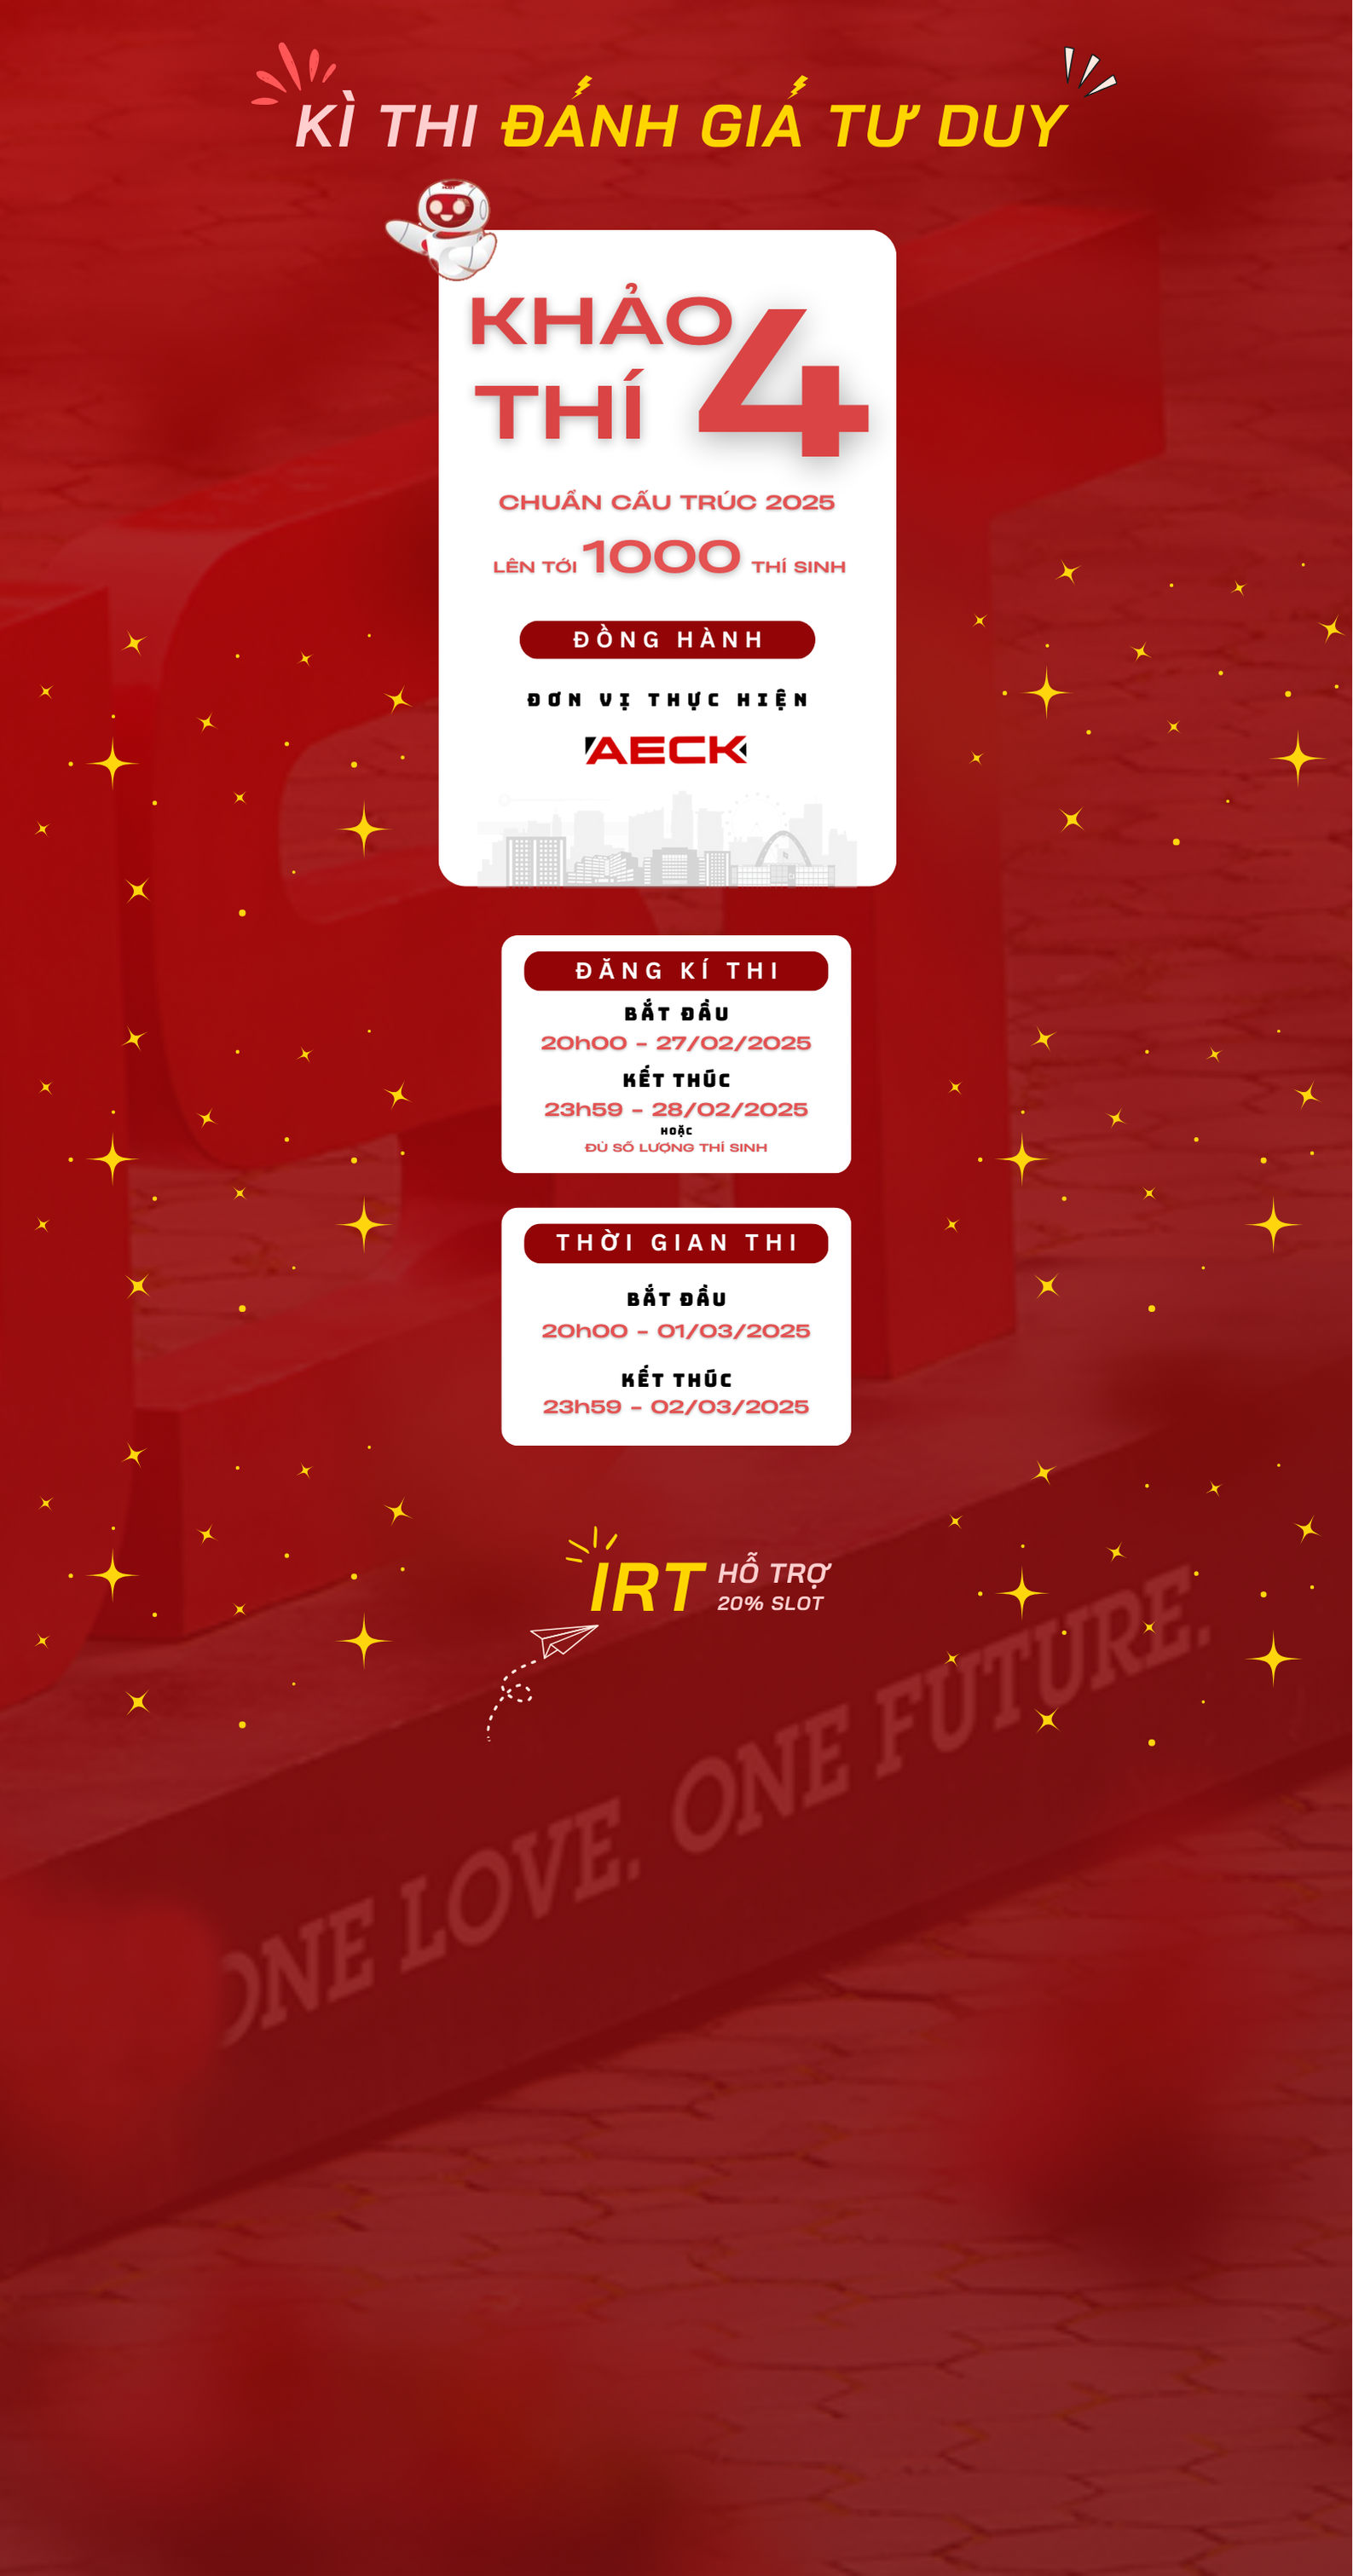 KÌ THI ĐÁNH GIÁ TƯ DUY
KHẢO
THÍ
4
CHUẨN CẤU TRÚC 2025
LÊN TỚI 1000 THÍ SINH
ĐỒNG HÀNH
ĐƠN VỊ THỰC HIỆN
AECK
ĐĂNG KÍ THI
BẮT ĐẦU
20h00 - 27/02/2025
KẾT THÚC
23h59 - 28/02/2025
HOẶC
ĐỦ SỐ LƯỢNG THÍ SINH
THỜI GIAN THI
BẮT ĐẦU
20h00 - 01/03/2025
KẾT THÚC
23h59 - 02/03/2025
IRT HỖ TRỢ
20% SLOT
ONE LOVE. ONE FUTURE.